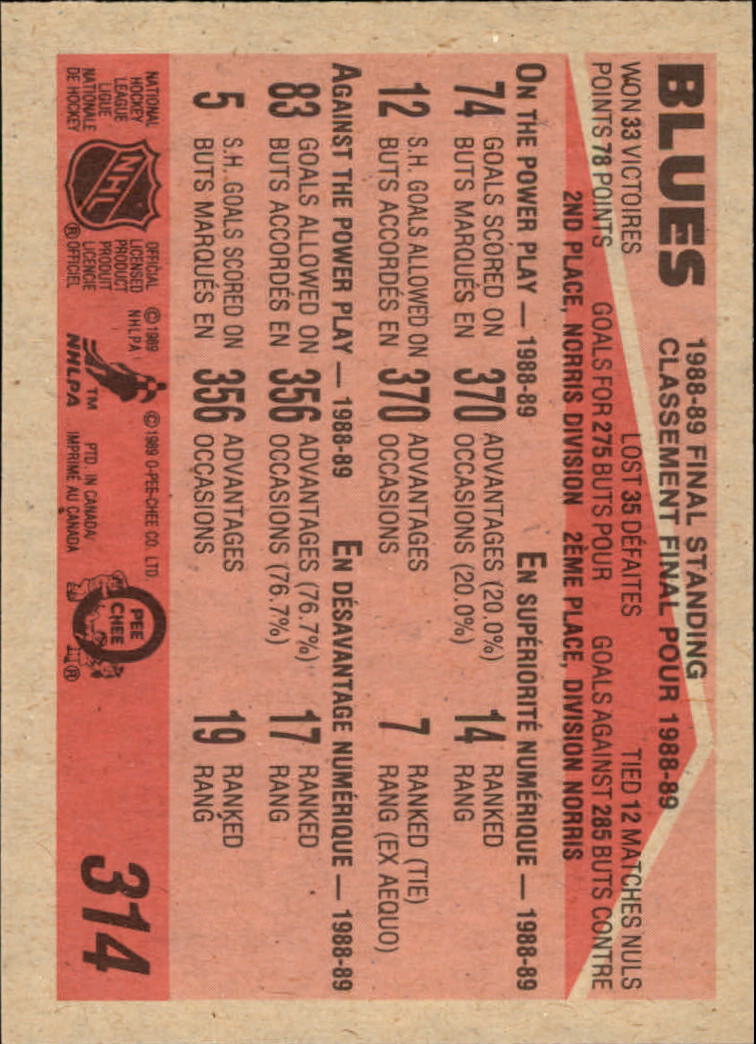 BLUES
1988-89 FINAL STANDING
CLASSEMENT FINAL POUR 1988-89
WON 33 VICTOIRES LOST 35 DÉFAITES TIED 12 MATCHES NULS
POINTS 78 POINTS GOALS FOR 275 BUTS POUR GOALS AGAINST 285 BUTS CONTRE
2ND PLACE, NORRIS DIVISION 2ÈME PLACE, DIVISION NORRIS
ON THE POWER PLAY — 1988-89 EN SUPÉRIORITÉ NUMÉRIQUE — 1988-89
74 GOALS SCORED ON 370 ADVANTAGES (20.0%) 14 RANKED
BUTS MARQUÉS EN OCCASIONS (20.0%) RANG
12 S.H. GOALS ALLOWED ON 370 ADVANTAGES 7 RANKED (TIE)
BUTS ACCORDÉS EN OCCASIONS RANG (EX AEQUO)
AGAINST THE POWER PLAY — 1988-89 EN DÉSAVANTAGE NUMÉRIQUE — 1988-89
83 GOALS ALLOWED ON 356 ADVANTAGES (76.7%) 17 RANKED
BUTS ACCORDÉS EN OCCASIONS (76.7%) RANG
5 S.H. GOALS SCORED ON 356 ADVANTAGES 19 RANKED
BUTS MARQUÉS EN OCCASIONS RANG
NATIONAL
HOCKEY
LEAGUE
LIGUE
NATIONALE
DE HOCKEY
NHL
®
OFFICIAL
LICENSED
PRODUCT
PRODUIT
LICENCIE
OFFICIEL
© 1989
NHLPA
TM
NHLPA
© 1989 O-PEE-CHEE CO. LTD.
PTD. IN CANADA/
IMPRIMÉ AU CANADA
O
PEE
CHEE
®
314